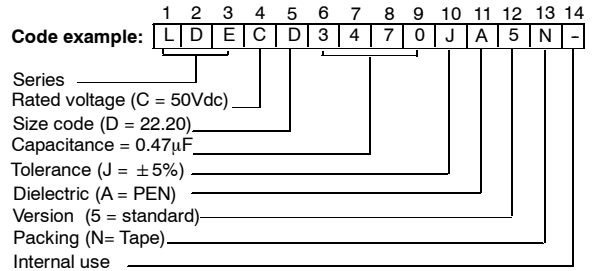 1 2 3 4 5 6 7 8 9 10 11 12 13 14
Code example: L D E C D 3 4 7 0 J A 5 N -
Series
Rated voltage (C = 50Vdc)
Size code (D = 22.20)
Capacitance = 0.47μF
Tolerance (J = ±5%)
Dielectric (A = PEN)
Version (5 = standard)
Packing (N= Tape)
Internal use